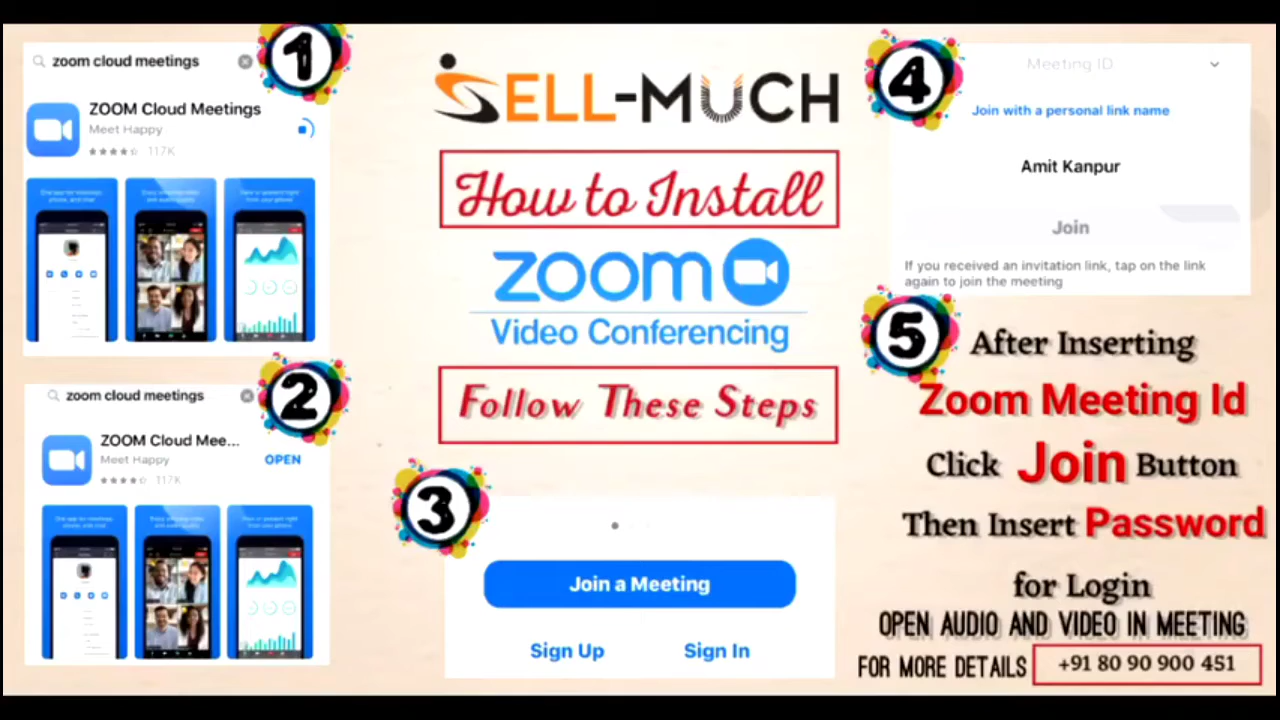 1
zoom cloud meetings
ZOOM Cloud Meetings
Meet Happy
117K
2
zoom cloud meetings
ZOOM Cloud Mee...
Meet Happy
117K
OPEN
SELL-MUCH
How to Install
zoom
Video Conferencing
Follow These Steps
3
Join a Meeting
Sign Up
Sign In
4
Meeting ID
Join with a personal link name
Amit Kanpur
Join
If you received an invitation link, tap on the link
again to join the meeting
5
After Inserting
Zoom Meeting Id
Click Join Button
Then Insert Password
for Login
OPEN AUDIO AND VIDEO IN MEETING
FOR MORE DETAILS +91 80 90 900 451